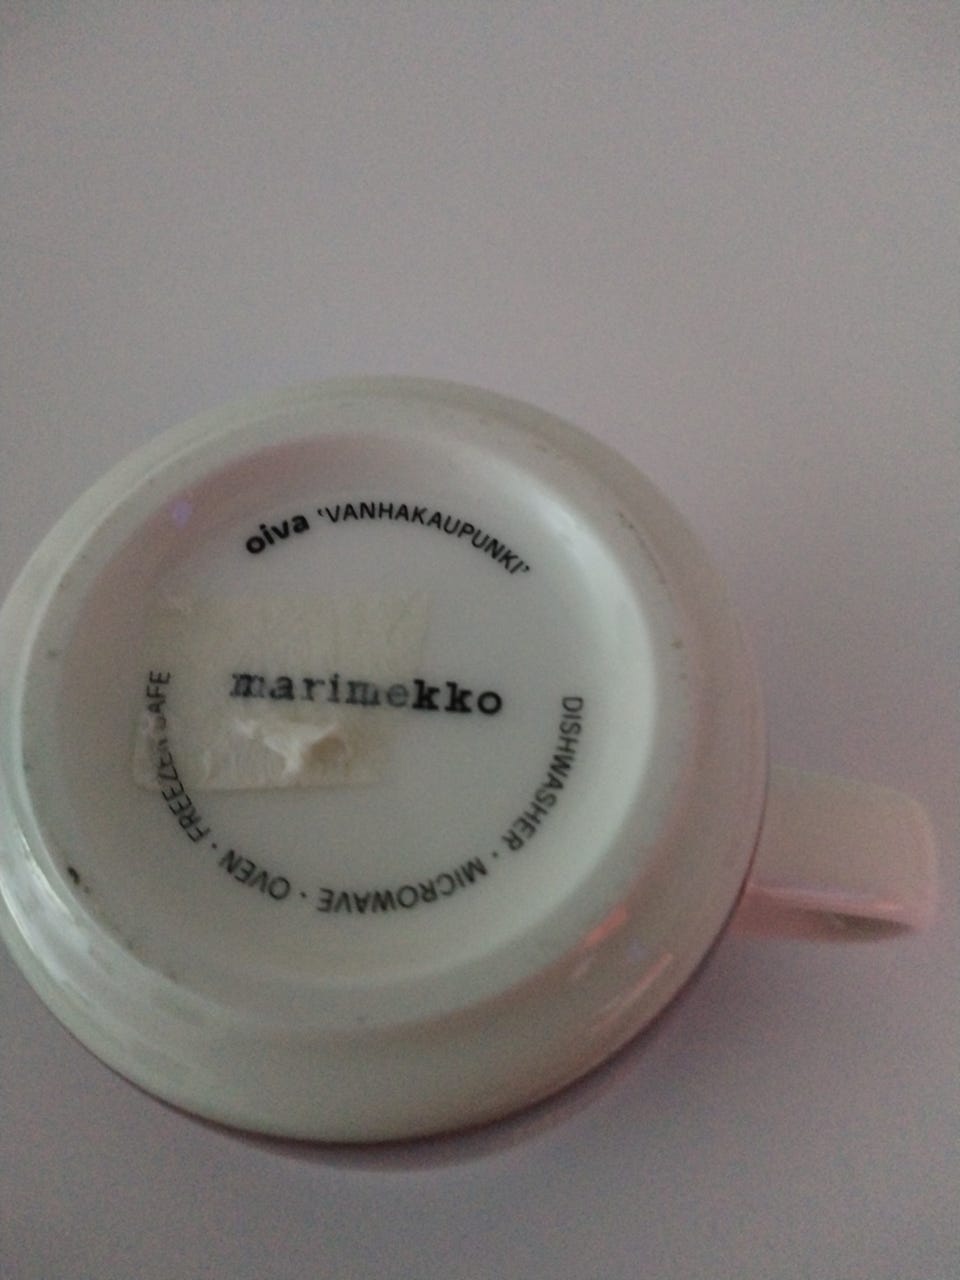 oiva 'VANHAKAUPUNKI'
marimekko
DISHWASHER · MICROWAVE · OVEN · FREEZER SAFE